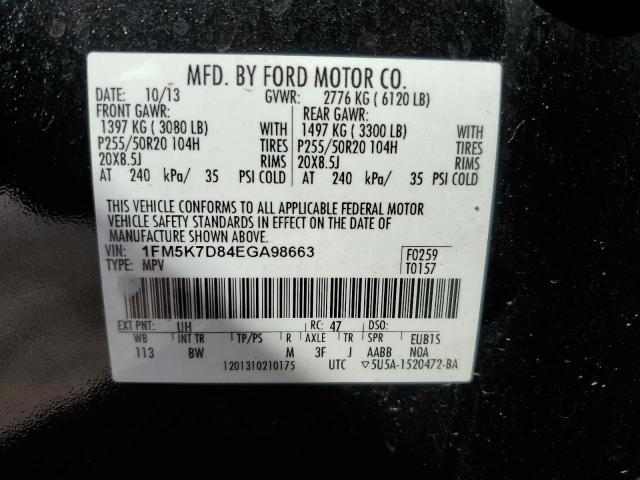 MFD. BY FORD MOTOR CO.
DATE: 10/13 GVWR: 2776 KG ( 6120 LB)
FRONT GAWR: REAR GAWR:
1397 KG ( 3080 LB) WITH 1497 KG ( 3300 LB) WITH
P255/50R20 104H TIRES P255/50R20 104H TIRES
20X8.5J RIMS 20X8.5J RIMS
AT 240 kPa/ 35 PSI COLD AT 240 kPa/ 35 PSI COLD
THIS VEHICLE CONFORMS TO ALL APPLICABLE FEDERAL MOTOR
VEHICLE SAFETY STANDARDS IN EFFECT ON THE DATE OF
MANUFACTURE SHOWN ABOVE.
VIN: 1FM5K7D84EGA98663 F0259
TYPE: MPV T0157
EXT PNT: UH RC: 47 DSO:
WB INT TR TP/PS R AXLE TR SPR EUB1S
113 BW M 3F J AABB NOA
1201310210175 UTC ▽5U5A-1520472-BA